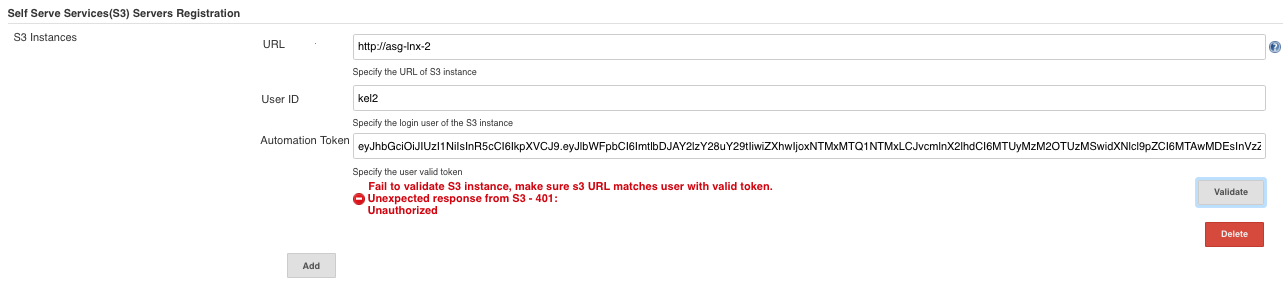 Self Serve Services(S3) Servers Registration
S3 Instances
URL
http://asg-lnx-2
Specify the URL of S3 instance
User ID
kel2
Specify the login user of the S3 instance
Automation Token
Specify the user valid token
Fail to validate S3 instance, make sure s3 URL matches user with valid token.
Unexpected response from S3 - 401:
Unauthorized
Validate
Delete
Add